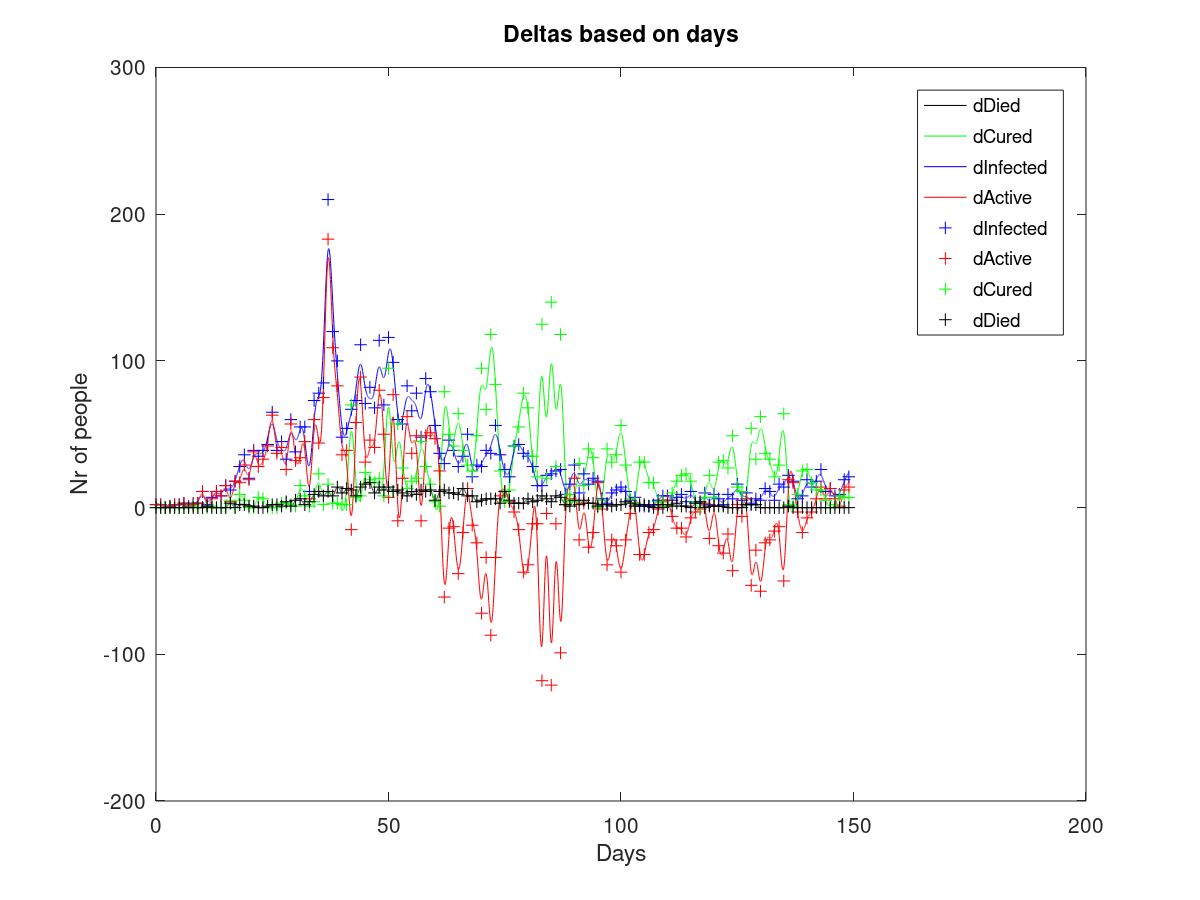 Deltas based on days
300
200
100
0
-100
-200
Nr of people
0
50
100
150
200
Days
dDied
dCured
dInfected
dActive
dInfected
dActive
dCured
dDied